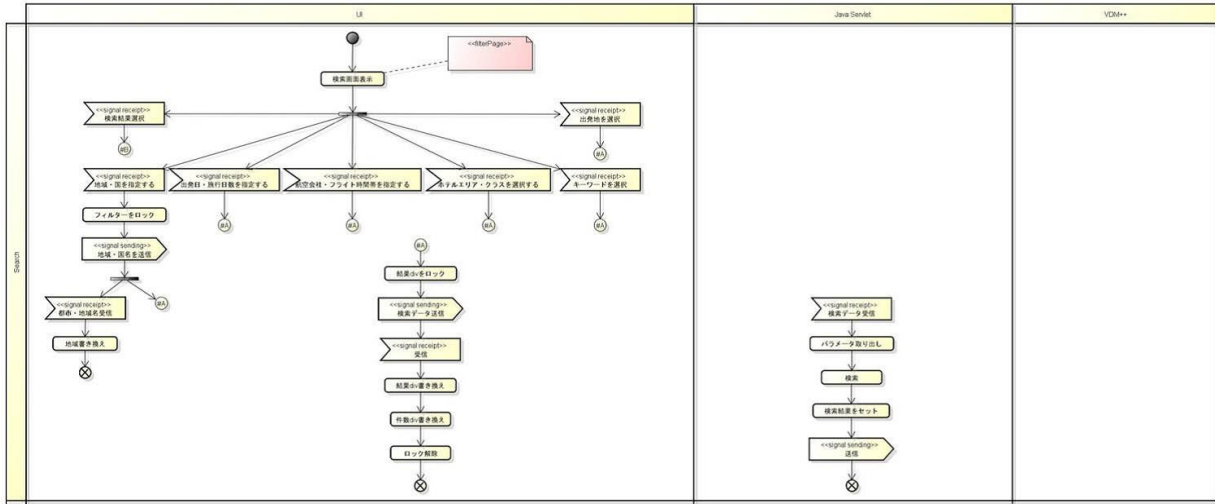 UI
Java Servlet
VDM++
Search
<<filterPage>>
検索画面表示
<<signal receipt>>
検索結果選択
<<signal receipt>>
出発地を選択
#B
#A
<<signal receipt>>
地域・国を指定する
<<signal receipt>>
出発日・旅行日数を指定する
<<signal receipt>>
航空会社・フライト時間帯を指定する
<<signal receipt>>
ホテルエリア・クラスを選択する
<<signal receipt>>
キーワードを選択
フィルターをロック
#A
#A
#A
#A
<<signal sending>>
地域・国名を送信
#A
結果divをロック
#A
<<signal receipt>>
都市・地域名受信
<<signal sending>>
検索データ送信
<<signal receipt>>
検索データ受信
地域書き換え
<<signal receipt>>
受信
パラメータ取り出し
結果div書き換え
検索
件数div書き換え
検索結果をセット
ロック解除
<<signal sending>>
送信